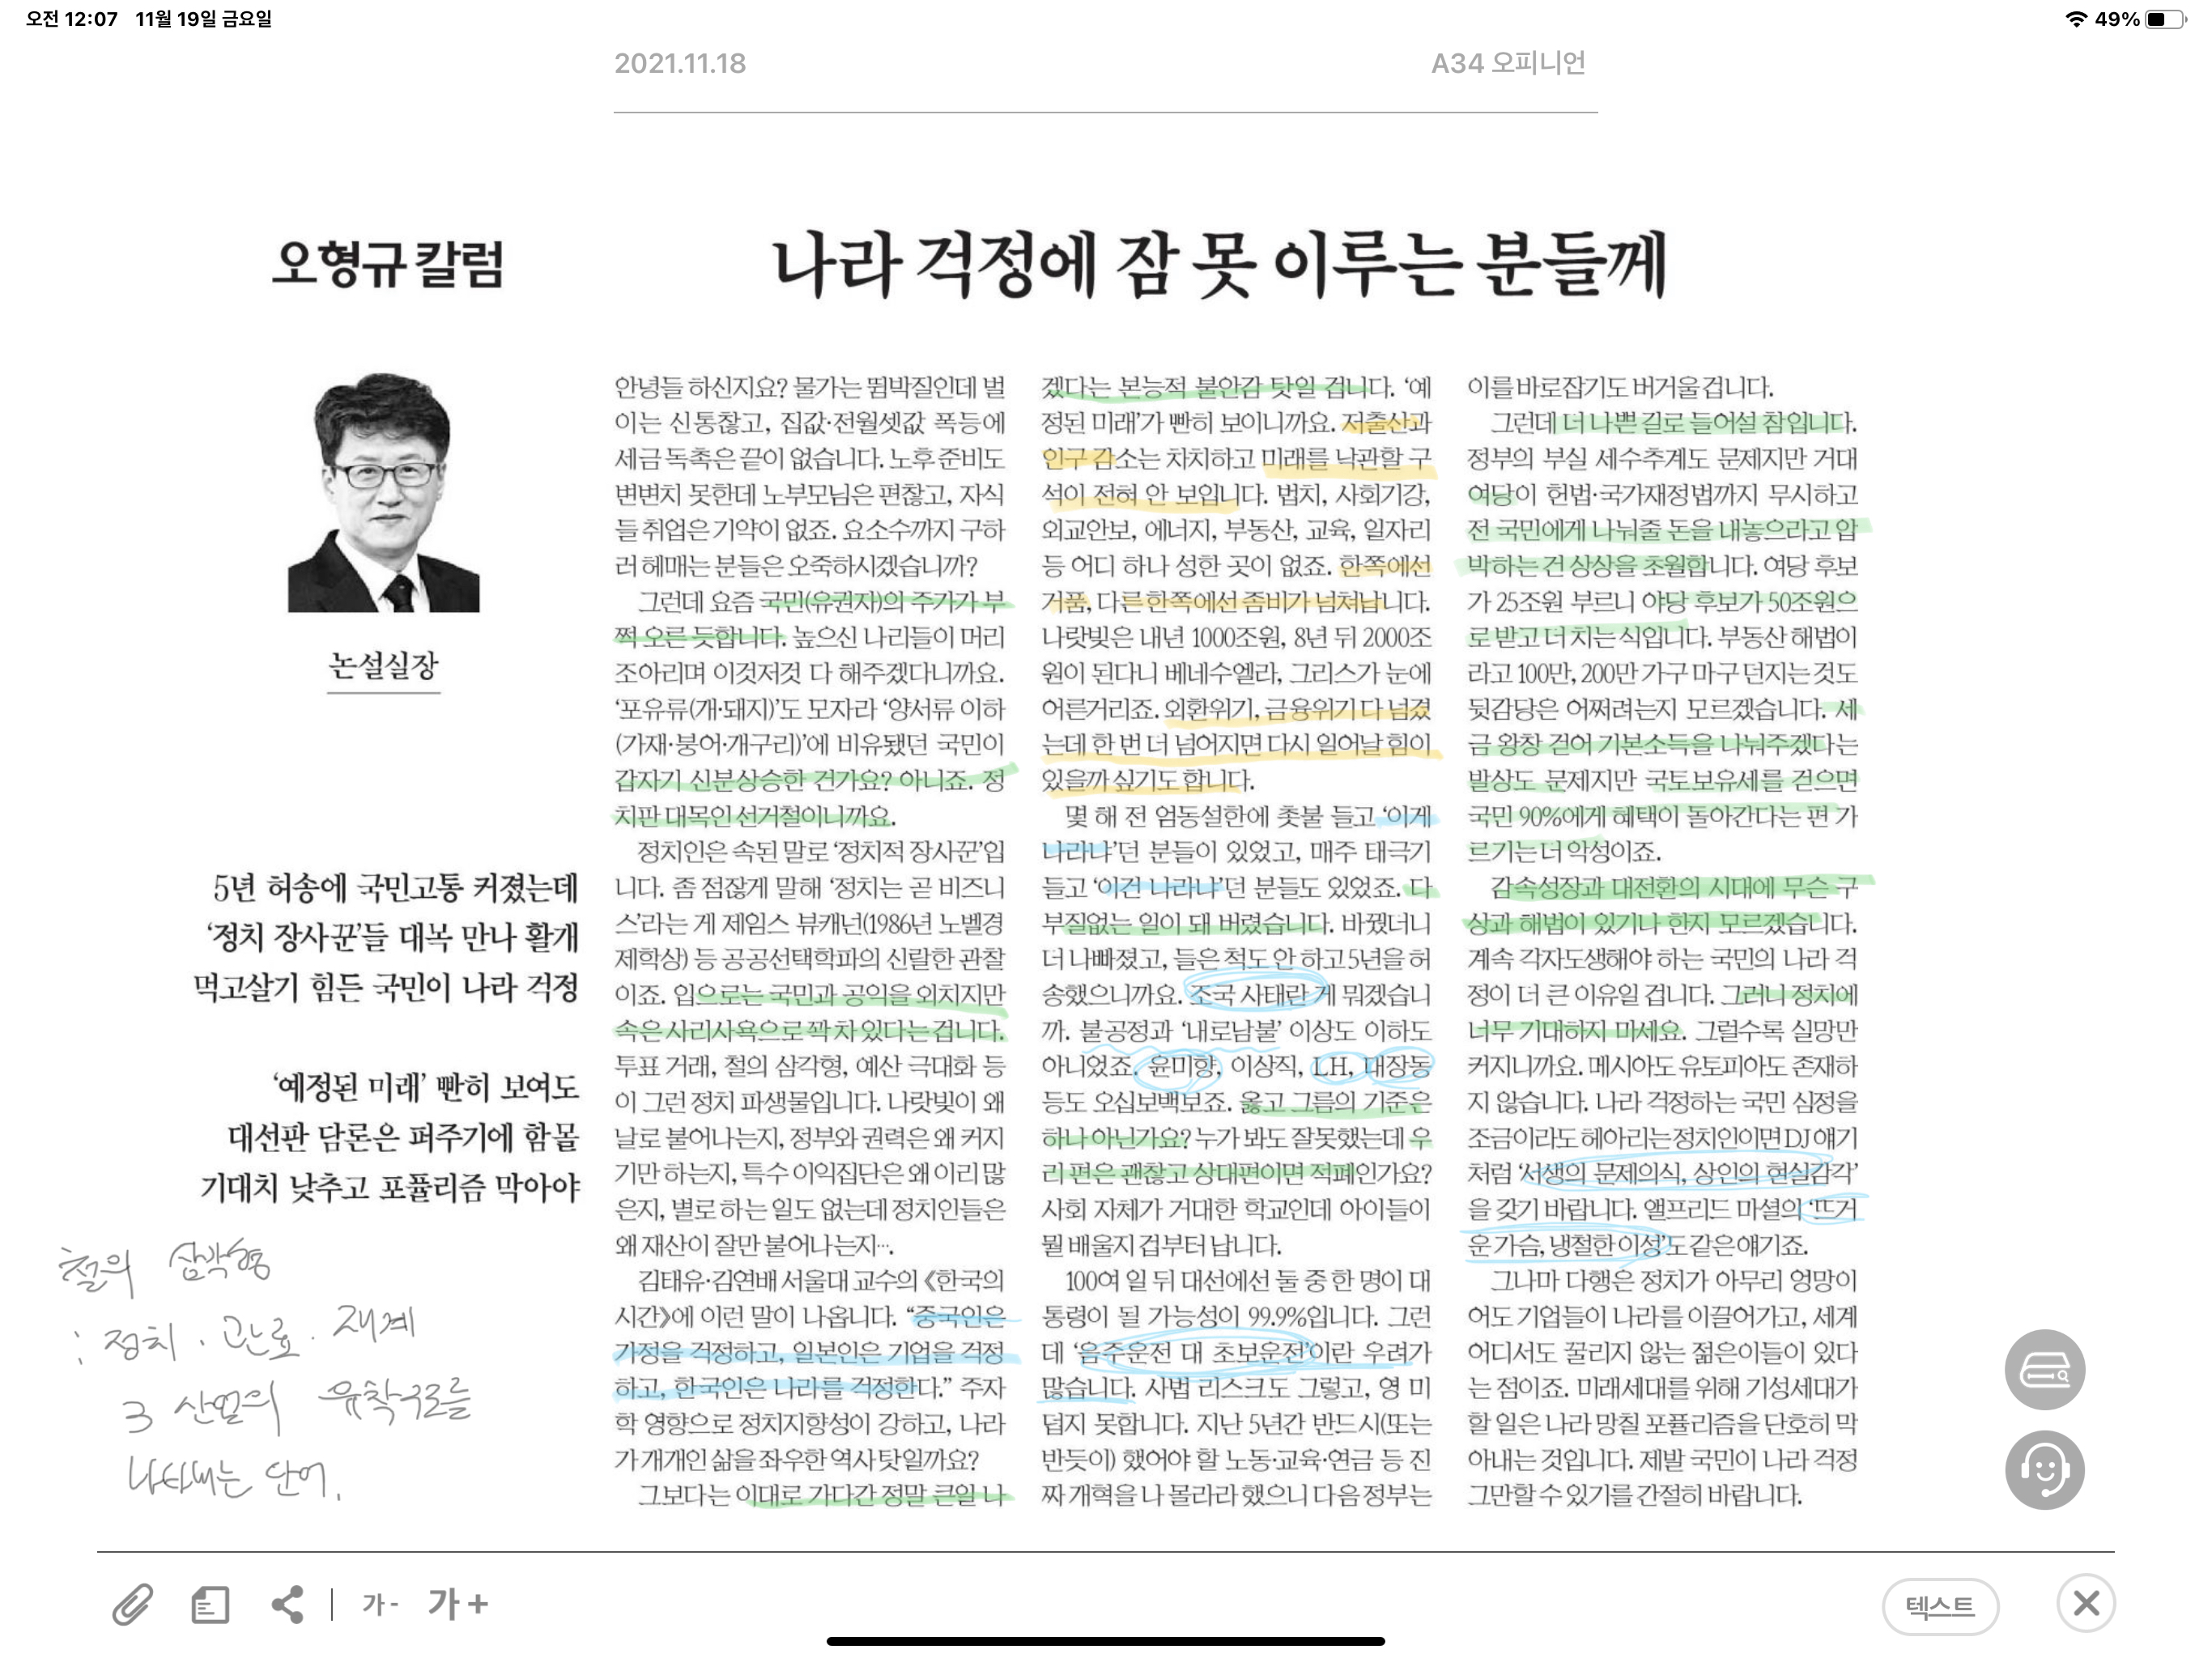 오전 12:07 11월 19일 금요일
49%
2021.11.18
A34 오피니언
오형규 칼럼
나라 걱정에 잠 못 이루는 분들께
논설실장
5년 허송에 국민고통 커졌는데
‘정치 장사꾼’들 대목 만나 활개
먹고살기 힘든 국민이 나라 걱정
‘예정된 미래’ 빤히 보여도
대선판 담론은 퍼주기에 함몰
기대치 낮추고 포퓰리즘 막아야
철의 삼각형
: 정치 · 관료 · 재계
3 산업의 유착구조를
나타내는 단어.
안녕들 하신지요? 물가는 뜀박질인데 벌
이는 신통찮고, 집값·전월셋값 폭등에
세금 독촉은 끝이 없습니다. 노후 준비도
변변치 못한데 노부모님은 편찮고, 자식
들 취업은 기약이 없죠. 요소수까지 구하
러 헤매는 분들은 오죽하시겠습니까?
그런데 요즘 국민(유권자)의 주가가 부
쩍 오른 듯합니다. 높으신 나리들이 머리
조아리며 이것저것 다 해주겠다니까요.
‘포유류(개·돼지)’도 모자라 ‘양서류 이하
(가재·붕어·개구리)’에 비유됐던 국민이
갑자기 신분상승한 건가요? 아니죠. 정
치판 대목인 선거철이니까요.
정치인은 속된 말로 ‘정치적 장사꾼’입
니다. 좀 점잖게 말해 ‘정치는 곧 비즈니
스’라는 게 제임스 뷰캐넌(1986년 노벨경
제학상) 등 공공선택학파의 신랄한 관찰
이죠. 입으로는 국민과 공익을 외치지만
속은 사리사욕으로 꽉 차 있다는 겁니다.
투표 거래, 철의 삼각형, 예산 극대화 등
이 그런 정치 파생물입니다. 나랏빚이 왜
날로 불어나는지, 정부와 권력은 왜 커지
기만 하는지, 특수 이익집단은 왜 이리 많
은지, 별로 하는 일도 없는데 정치인들은
왜 재산이 잘만 불어나는지….
김태유·김연배 서울대 교수의 《한국의
시간》에 이런 말이 나옵니다. “중국인은
가정을 걱정하고, 일본인은 기업을 걱정
하고, 한국인은 나라를 걱정한다.” 주자
학 영향으로 정치지향성이 강하고, 나라
가 개개인 삶을 좌우한 역사 탓일까요?
그보다는 이대로 가다간 정말 큰일 나
겠다는 본능적 불안감 탓일 겁니다. ‘예
정된 미래’가 빤히 보이니까요. 저출산과
인구 감소는 차치하고 미래를 낙관할 구
석이 전혀 안 보입니다. 법치, 사회기강,
외교안보, 에너지, 부동산, 교육, 일자리
등 어디 하나 성한 곳이 없죠. 한쪽에선
거품, 다른 한쪽에선 좀비가 넘쳐납니다.
나랏빚은 내년 1000조원, 8년 뒤 2000조
원이 된다니 베네수엘라, 그리스가 눈에
어른거리죠. 외환위기, 금융위기 다 넘겼
는데 한 번 더 넘어지면 다시 일어날 힘이
있을까 싶기도 합니다.
몇 해 전 엄동설한에 촛불 들고 ‘이게
나라냐’던 분들이 있었고, 매주 태극기
들고 ‘이건 나라냐’던 분들도 있었죠. 다
부질없는 일이 돼 버렸습니다. 바꿨더니
더 나빠졌고, 들은 척도 안 하고 5년을 허
송했으니까요. 조국 사태란 게 뭐겠습니
까. 불공정과 ‘내로남불’ 이상도 이하도
아니었죠. 윤미향, 이상직, LH, 대장동
등도 오십보백보죠. 옳고 그름의 기준은
하나 아닌가요? 누가 봐도 잘못했는데 우
리 편은 괜찮고 상대편이면 적폐인가요?
사회 자체가 거대한 학교인데 아이들이
뭘 배울지 겁부터 납니다.
100여 일 뒤 대선에선 둘 중 한 명이 대
통령이 될 가능성이 99.9%입니다. 그런
데 ‘음주운전 대 초보운전’이란 우려가
많습니다. 사법 리스크도 그렇고, 영 미
덥지 못합니다. 지난 5년간 반드시(또는
반듯이) 했어야 할 노동·교육·연금 등 진
짜 개혁을 나 몰라라 했으니 다음 정부는
이를 바로잡기도 버거울 겁니다.
그런데 더 나쁜 길로 들어설 참입니다.
정부의 부실 세수추계도 문제지만 거대
여당이 헌법·국가재정법까지 무시하고
전 국민에게 나눠줄 돈을 내놓으라고 압
박하는 건 상상을 초월합니다. 여당 후보
가 25조원 부르니 야당 후보가 50조원으
로 받고 더 치는 식입니다. 부동산 해법이
라고 100만, 200만 가구 마구 던지는 것도
뒷감당은 어쩌려는지 모르겠습니다. 세
금 왕창 걷어 기본소득을 나눠주겠다는
발상도 문제지만 국토보유세를 걷으면
국민 90%에게 혜택이 돌아간다는 편 가
르기는 더 악성이죠.
감속성장과 대전환의 시대에 무슨 구
상과 해법이 있기나 한지 모르겠습니다.
계속 각자도생해야 하는 국민의 나라 걱
정이 더 큰 이유일 겁니다. 그러니 정치에
너무 기대하지 마세요. 그럴수록 실망만
커지니까요. 메시아도 유토피아도 존재하
지 않습니다. 나라 걱정하는 국민 심정을
조금이라도 헤아리는 정치인이면 DJ 얘기
처럼 ‘서생의 문제의식, 상인의 현실감각’
을 갖기 바랍니다. 앨프리드 마셜의 ‘뜨거
운 가슴, 냉철한 이성’도 같은 얘기죠.
그나마 다행은 정치가 아무리 엉망이
어도 기업들이 나라를 이끌어가고, 세계
어디서도 꿀리지 않는 젊은이들이 있다
는 점이죠. 미래세대를 위해 기성세대가
할 일은 나라 망칠 포퓰리즘을 단호히 막
아내는 것입니다. 제발 국민이 나라 걱정
그만할 수 있기를 간절히 바랍니다.
가- 가+
텍스트